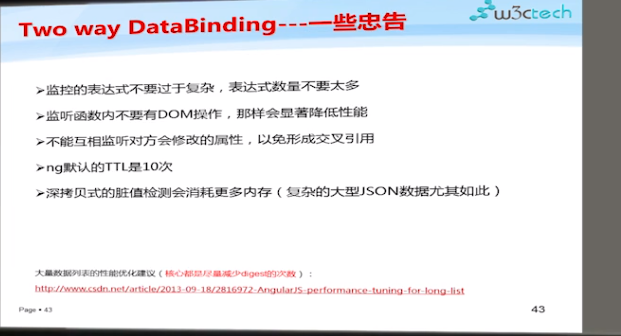 Two way DataBinding---一些忠告
w3ctech
➢监控的表达式不要过于复杂，表达式数量不要太多
➢监听函数内不要有DOM操作，那样会显著降低性能
➢不能互相监听对方会修改的属性，以免形成交叉引用
➢ng默认的TTL是10次
➢深拷贝式的脏值检测会消耗更多内存（复杂的大型JSON数据尤其如此）
大量数据列表的性能优化建议（核心都是尽量减少digest的次数）：
http://www.csdn.net/article/2013-09-18/2816972-AngularJS-performance-tuning-for-long-list
Page ▪ 43
43